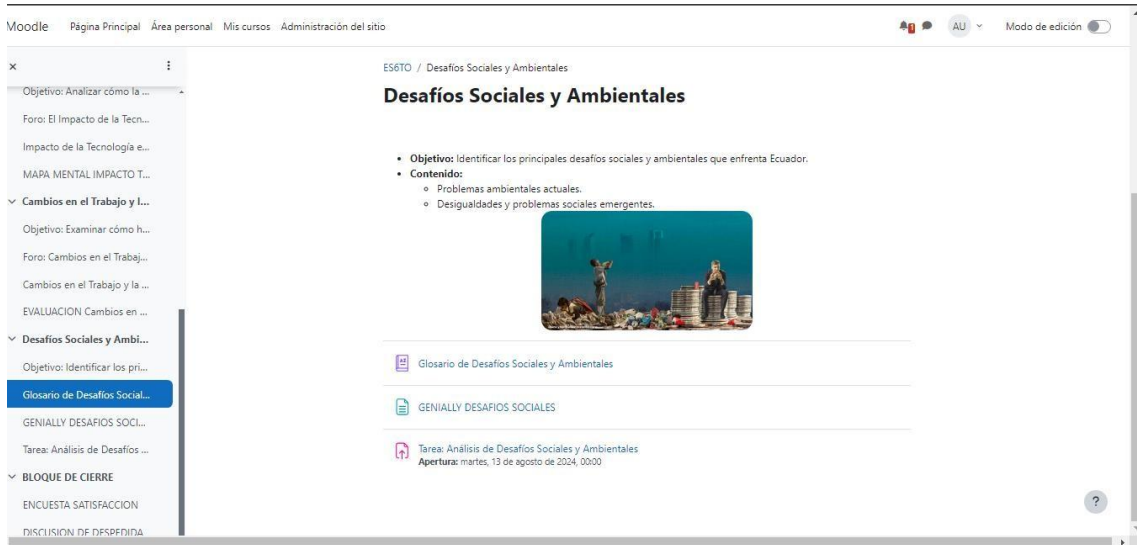 Moodle Página Principal Área personal Mis cursos Administración del sitio
1 AU Modo de edición
Objetivo: Analizar cómo la ...
Foro: El Impacto de la Tecn...
Impacto de la Tecnología e...
MAPA MENTAL IMPACTO T...
Cambios en el Trabajo y l...
Objetivo: Examinar cómo h...
Foro: Cambios en el Trabaj...
Cambios en el Trabajo y la ...
EVALUACION Cambios en ...
Desafíos Sociales y Ambi...
Objetivo: Identificar los pri...
Glosario de Desafíos Social...
GENIALLY DESAFIOS SOCI...
Tarea: Análisis de Desafíos ...
BLOQUE DE CIERRE
ENCUESTA SATISFACCION
DISCUSION DE DESPEDIDA
ES6TO / Desafíos Sociales y Ambientales
Desafíos Sociales y Ambientales
• Objetivo: Identificar los principales desafíos sociales y ambientales que enfrenta Ecuador.
• Contenido:
◦ Problemas ambientales actuales.
◦ Desigualdades y problemas sociales emergentes.
Glosario de Desafíos Sociales y Ambientales
GENIALLY DESAFIOS SOCIALES
Tarea: Análisis de Desafíos Sociales y Ambientales
Apertura: martes, 13 de agosto de 2024, 00:00
?